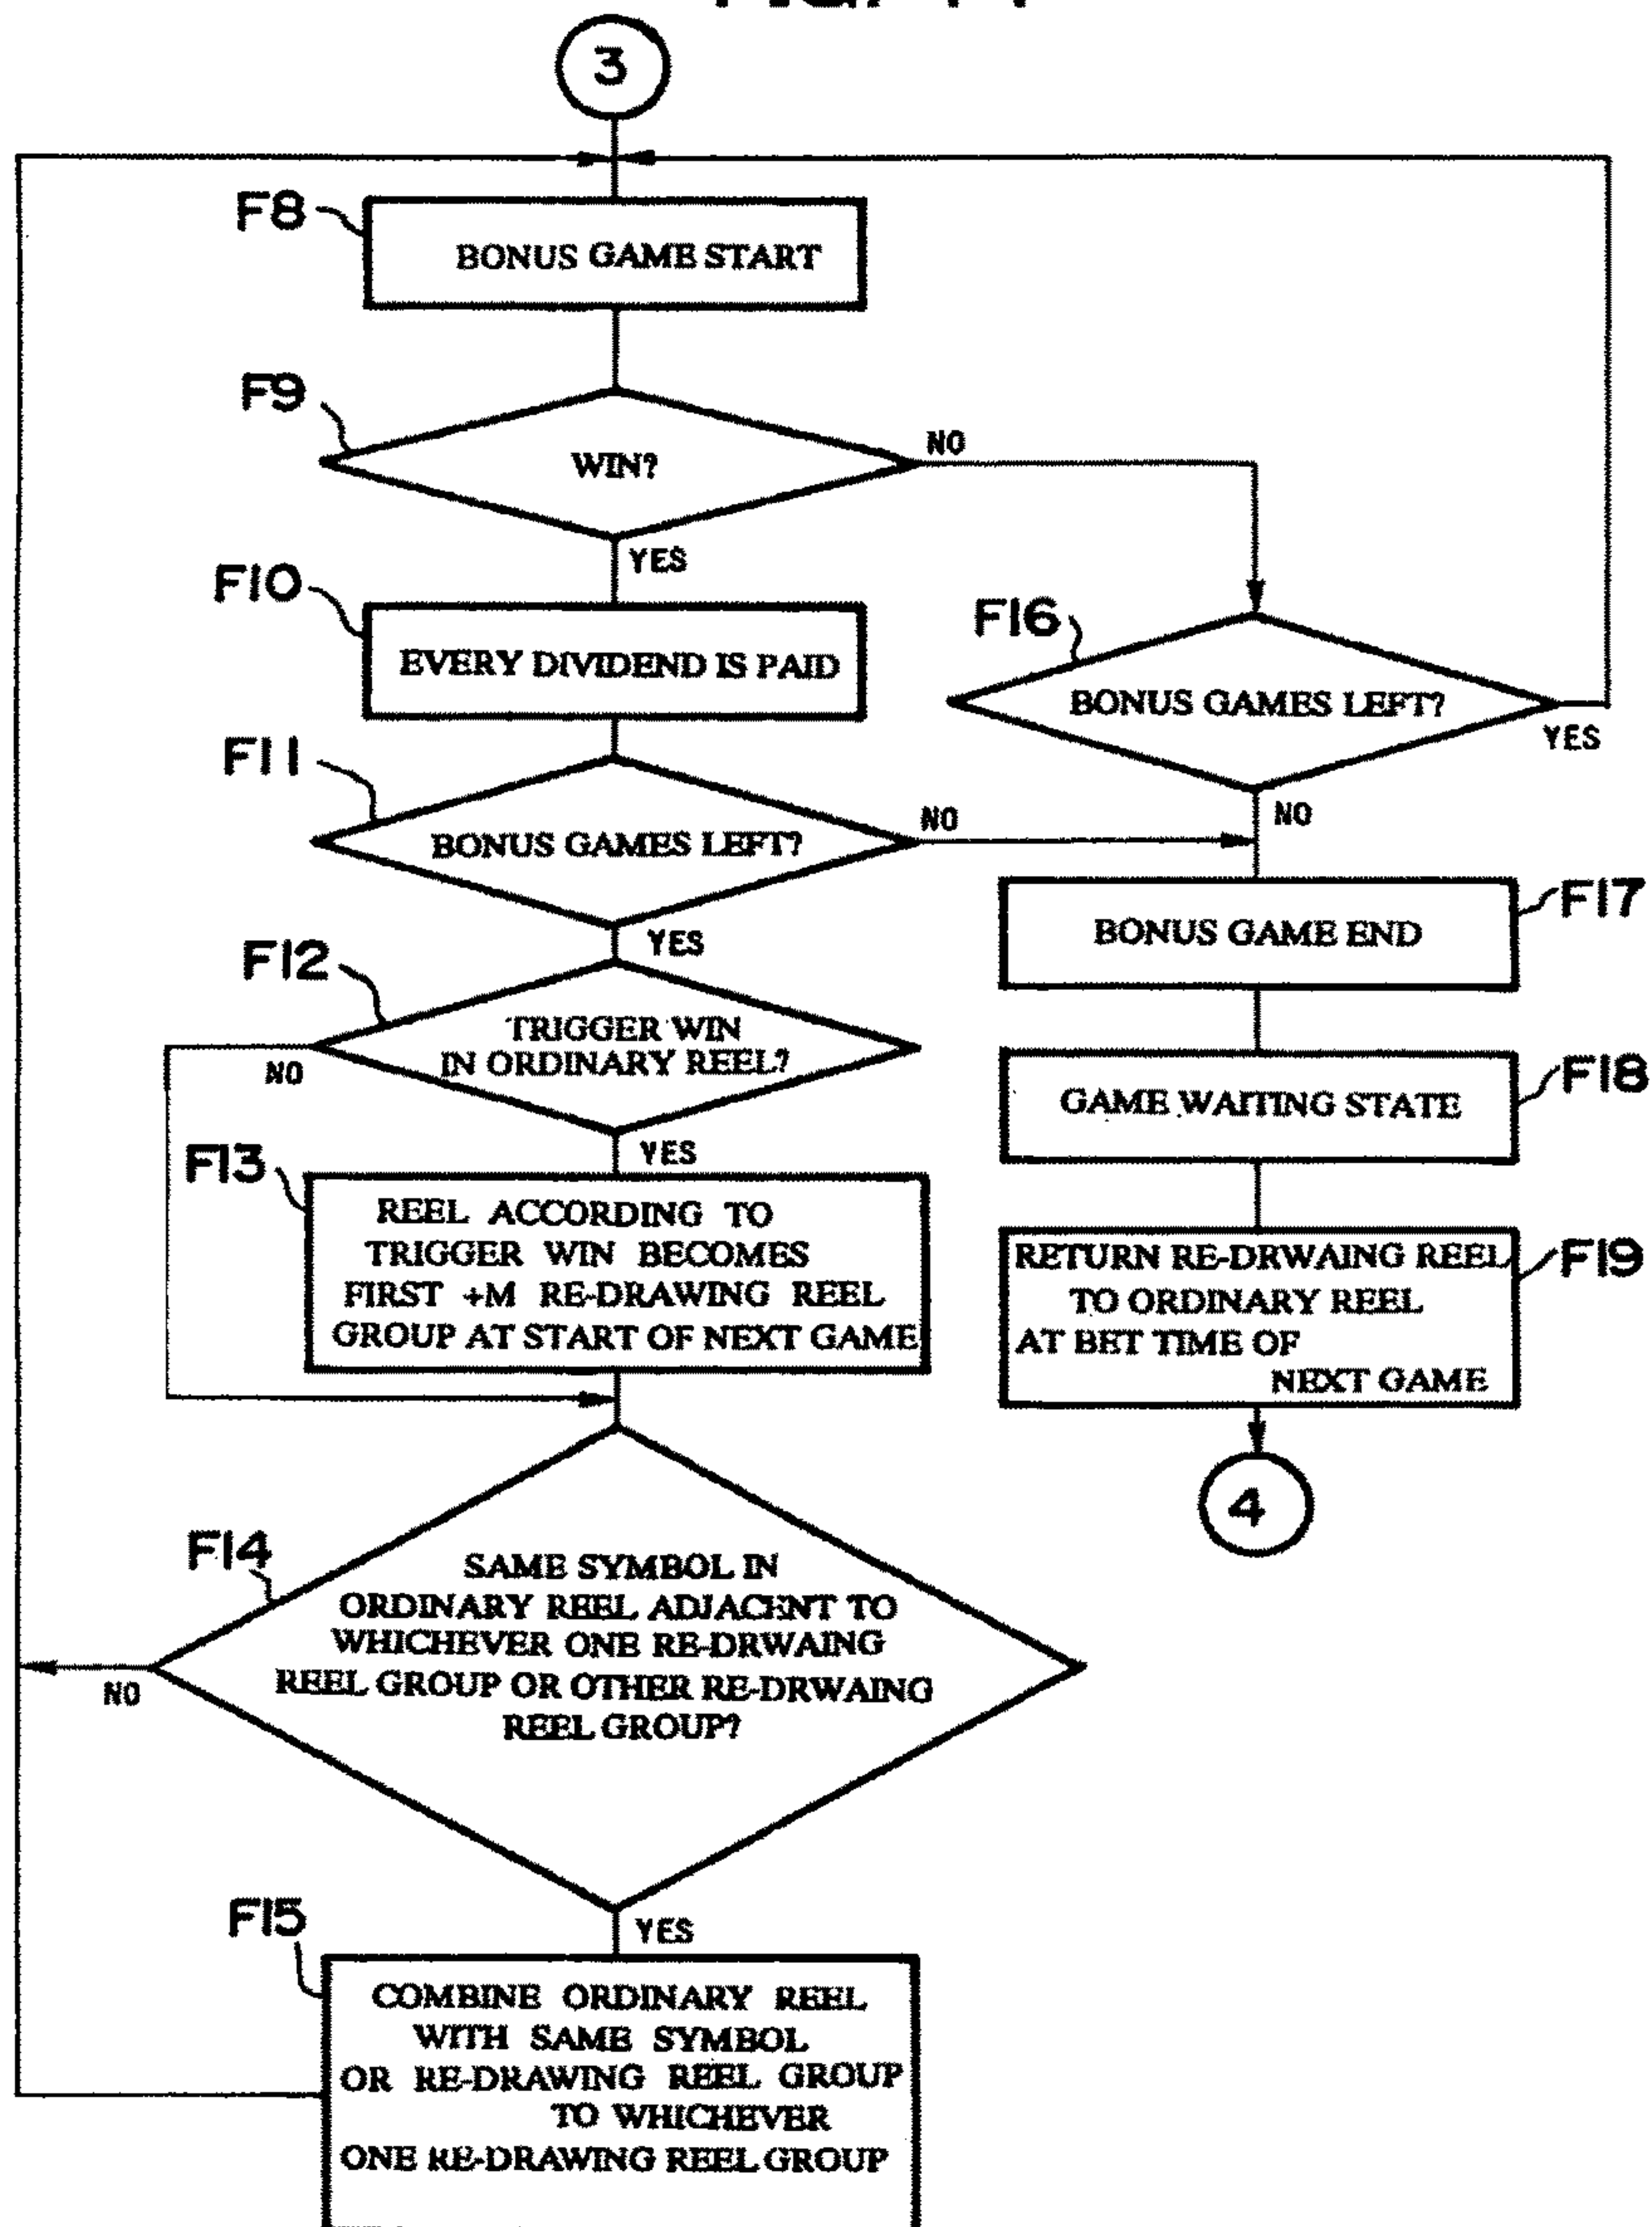 3
F8
BONUS GAME START
F9
WIN?
NO
YES
F10
EVERY DIVIDEND IS PAID
F16
BONUS GAMES LEFT?
YES
NO
F11
BONUS GAMES LEFT?
NO
YES
F17
BONUS GAME END
F12
TRIGGER WIN
IN ORDINARY REEL?
NO
YES
F18
GAME WAITING STATE
F13
REEL ACCORDING TO
TRIGGER WIN BECOMES
FIRST +M RE-DRAWING REEL
GROUP AT START OF NEXT GAME
F19
RETURN RE-DRWAING REEL
TO ORDINARY REEL
AT BET TIME OF
NEXT GAME
4
F14
SAME SYMBOL IN
ORDINARY REEL ADJACENT TO
WHICHEVER ONE RE-DRWAING
REEL GROUP OR OTHER RE-DRWAING
REEL GROUP?
NO
YES
F15
COMBINE ORDINARY REEL
WITH SAME SYMBOL
OR RE-DRAWING REEL GROUP
TO WHICHEVER
ONE RE-DRAWING REEL GROUP